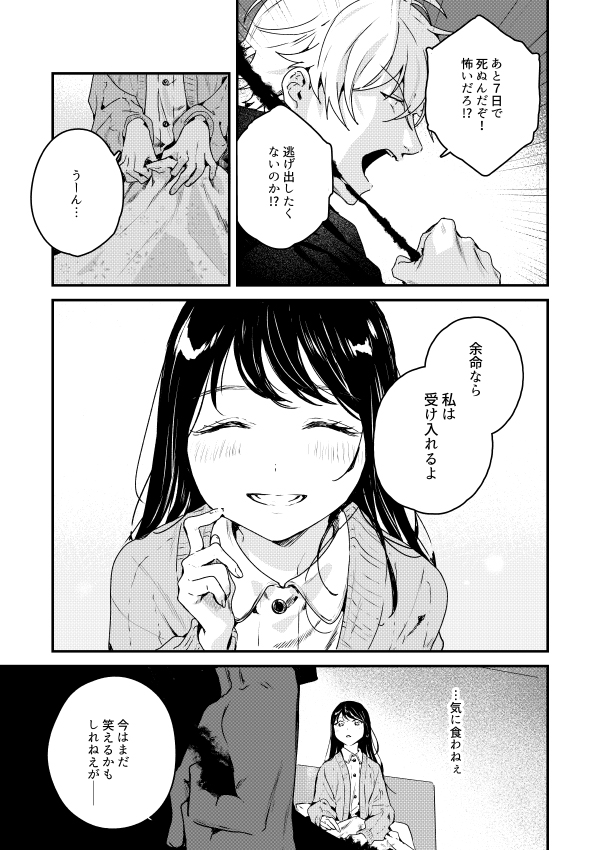 あと７日で
死ぬんだぞ！
怖いだろ!?
逃げ出したく
ないのか!?
うーん…
余命なら
私は
受け入れるよ
…気に食わねぇ
今はまだ
笑えるかも
しれねえが──